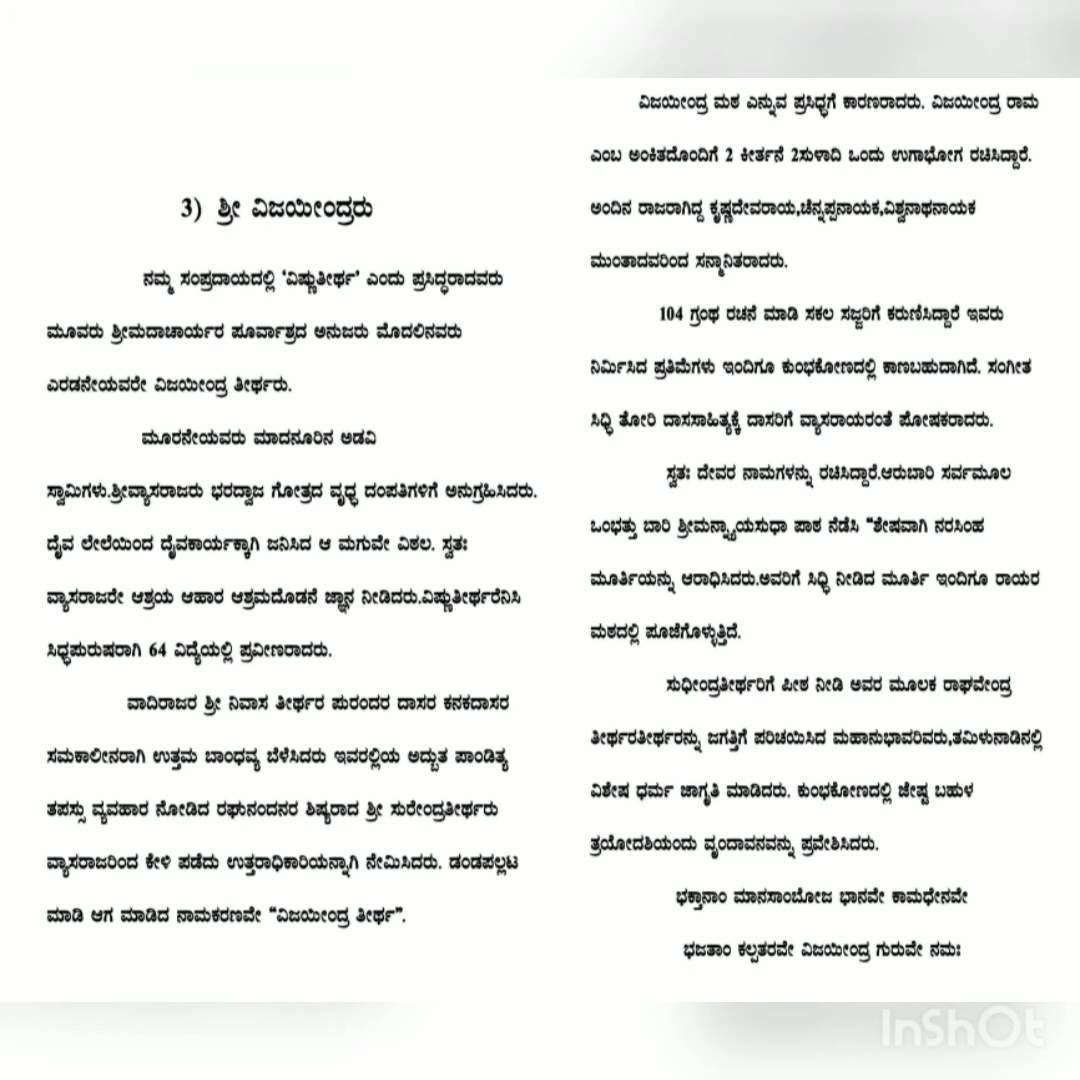 3) ಶ್ರೀ ವಿಜಯೀಂದ್ರರು
ನಮ್ಮ ಸಂಪ್ರದಾಯದಲ್ಲಿ ‘ವಿಷ್ಣುತೀರ್ಥ’ ಎಂದು ಪ್ರಸಿದ್ಧರಾದವರು
ಮೂವರು ಶ್ರೀಮದಾಚಾರ್ಯರ ಪೂರ್ವಾಶ್ರದ ಅನುಜರು ಮೊದಲಿನವರು
ಎರಡನೇಯವರೇ ವಿಜಯೀಂದ್ರ ತೀರ್ಥರು.
ಮೂರನೇಯವರು ಮಾದನೂರಿನ ಅಡವಿ
ಸ್ವಾಮಿಗಳು.ಶ್ರೀವ್ಯಾಸರಾಜರು ಭರದ್ವಾಜ ಗೋತ್ರದ ವೃಧ್ಧ ದಂಪತಿಗಳಿಗೆ ಅನುಗ್ರಹಿಸಿದರು.
ದೈವ ಲೇಲೆಯಿಂದ ದೈವಕಾರ್ಯಕ್ಕಾಗಿ ಜನಿಸಿದ ಆ ಮಗುವೇ ವಿಠಲ. ಸ್ವತಃ
ವ್ಯಾಸರಾಜರೇ ಆಶ್ರಯ ಆಹಾರ ಆಶ್ರಮದೊಡನೆ ಜ್ಞಾನ ನೀಡಿದರು.ವಿಷ್ಣುತೀರ್ಥರೆನಿಸಿ
ಸಿಧ್ಧಪುರುಷರಾಗಿ 64 ವಿದ್ಯೆಯಲ್ಲಿ ಪ್ರವೀಣರಾದರು.
ವಾದಿರಾಜರ ಶ್ರೀ ನಿವಾಸ ತೀರ್ಥರ ಪುರಂದರ ದಾಸರ ಕನಕದಾಸರ
ಸಮಕಾಲೀನರಾಗಿ ಉತ್ತಮ ಬಾಂಧವ್ಯ ಬೆಳೆಸಿದರು ಇವರಲ್ಲಿಯ ಅದ್ಬುತ ಪಾಂಡಿತ್ಯ
ತಪಸ್ಸು ವ್ಯವಹಾರ ನೋಡಿದ ರಘುನಂದನರ ಶಿಷ್ಯರಾದ ಶ್ರೀ ಸುರೇಂದ್ರತೀರ್ಥರು
ವ್ಯಾಸರಾಜರಿಂದ ಕೇಳಿ ಪಡೆದು ಉತ್ತರಾಧಿಕಾರಿಯನ್ನಾಗಿ ನೇಮಿಸಿದರು. ಡಂಡಪಲ್ಲಟ
ಮಾಡಿ ಆಗ ಮಾಡಿದ ನಾಮಕರಣವೇ “ವಿಜಯೀಂದ್ರ ತೀರ್ಥ”.
ವಿಜಯೀಂದ್ರ ಮಠ ಎನ್ನುವ ಪ್ರಸಿಧ್ಧಗೆ ಕಾರಣರಾದರು. ವಿಜಯೀಂದ್ರ ರಾಮ
ಎಂಬ ಅಂಕಿತದೊಂದಿಗೆ 2 ಕೀರ್ತನೆ 2ಸುಳಾದಿ ಒಂದು ಉಗಾಭೋಗ ರಚಿಸಿದ್ದಾರೆ.
ಅಂದಿನ ರಾಜರಾಗಿದ್ದ ಕೃಷ್ಣದೇವರಾಯ,ಚೆನ್ನಪ್ಪನಾಯಕ,ವಿಶ್ವನಾಥನಾಯಕ
ಮುಂತಾದವರಿಂದ ಸನ್ಮಾನಿತರಾದರು.
104 ಗ್ರಂಥ ರಚನೆ ಮಾಡಿ ಸಕಲ ಸಜ್ಜರಿಗೆ ಕರುಣಿಸಿದ್ದಾರೆ ಇವರು
ನಿರ್ಮಿಸಿದ ಪ್ರತಿಮೆಗಳು ಇಂದಿಗೂ ಕುಂಭಕೋಣದಲ್ಲಿ ಕಾಣಬಹುದಾಗಿದೆ. ಸಂಗೀತ
ಸಿಧ್ಧಿ ತೋರಿ ದಾಸಸಾಹಿತ್ಯಕ್ಕೆ ದಾಸರಿಗೆ ವ್ಯಾಸರಾಯರಂತೆ ಪೋಷಕರಾದರು.
ಸ್ವತಃ ದೇವರ ನಾಮಗಳನ್ನು ರಚಿಸಿದ್ದಾರೆ.ಆರುಬಾರಿ ಸರ್ವಮೂಲ
ಒಂಭತ್ತು ಬಾರಿ ಶ್ರೀಮನ್ನ್ಯಾಯಸುಧಾ ಪಾಠ ನೆಡೆಸಿ “ಶೇಷವಾಗಿ ನರಸಿಂಹ
ಮೂರ್ತಿಯನ್ನು ಆರಾಧಿಸಿದರು.ಅವರಿಗೆ ಸಿಧ್ಧಿ ನೀಡಿದ ಮೂರ್ತಿ ಇಂದಿಗೂ ರಾಯರ
ಮಠದಲ್ಲಿ ಪೂಜೆಗೊಳ್ಳುತ್ತಿದೆ.
ಸುಧೀಂದ್ರತೀರ್ಥರಿಗೆ ಪೀಠ ನೀಡಿ ಅವರ ಮೂಲಕ ರಾಘವೇಂದ್ರ
ತೀರ್ಥರತೀರ್ಥರನ್ನು ಜಗತ್ತಿಗೆ ಪರಿಚಯಿಸಿದ ಮಹಾನುಭಾವರಿವರು,ತಮಿಳುನಾಡಿನಲ್ಲಿ
ವಿಶೇಷ ಧರ್ಮ ಜಾಗೃತಿ ಮಾಡಿದರು. ಕುಂಭಕೋಣದಲ್ಲಿ ಜೇಷ್ಟ ಬಹುಳ
ತ್ರಯೋದಶಿಯಂದು ವೃಂದಾವನವನ್ನು ಪ್ರವೇಶಿಸಿದರು.
ಭಕ್ತಾನಾಂ ಮಾನಸಾಂಬೋಜ ಭಾನವೇ ಕಾಮಧೇನವೇ
ಭಜತಾಂ ಕಲ್ಪತರವೇ ವಿಜಯೀಂದ್ರ ಗುರುವೇ ನಮಃ
InShOt